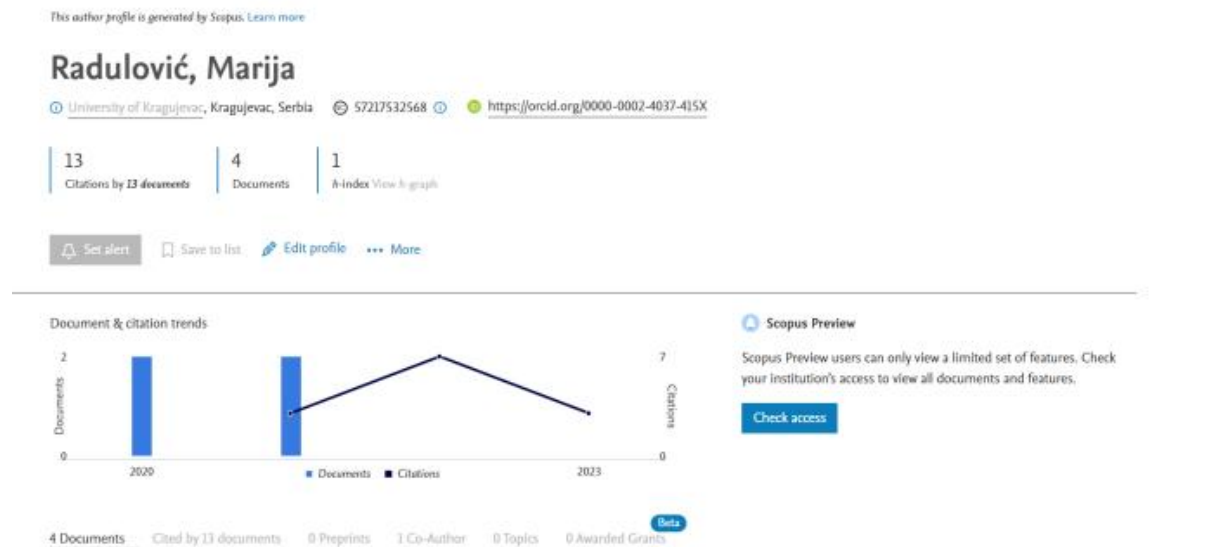 This author profile is generated by Scopus. Learn more
Radulović, Marija
University of Kragujevac, Kragujevac, Serbia 57217532568 https://orcid.org/0000-0002-4037-415X
13 4 1
Citations by 13 documents Documents h-index View h-graph
Set alert Save to list Edit profile More
Document & citation trends
Scopus Preview
2 7
Scopus Preview users can only view a limited set of features. Check
your institution's access to view all documents and features.
Documents Citations
Check access
0 0
2020 Documents Citations 2023
Beta
4 Documents Cited by 13 documents 0 Preprints 1 Co-Author 0 Topics 0 Awarded Grants